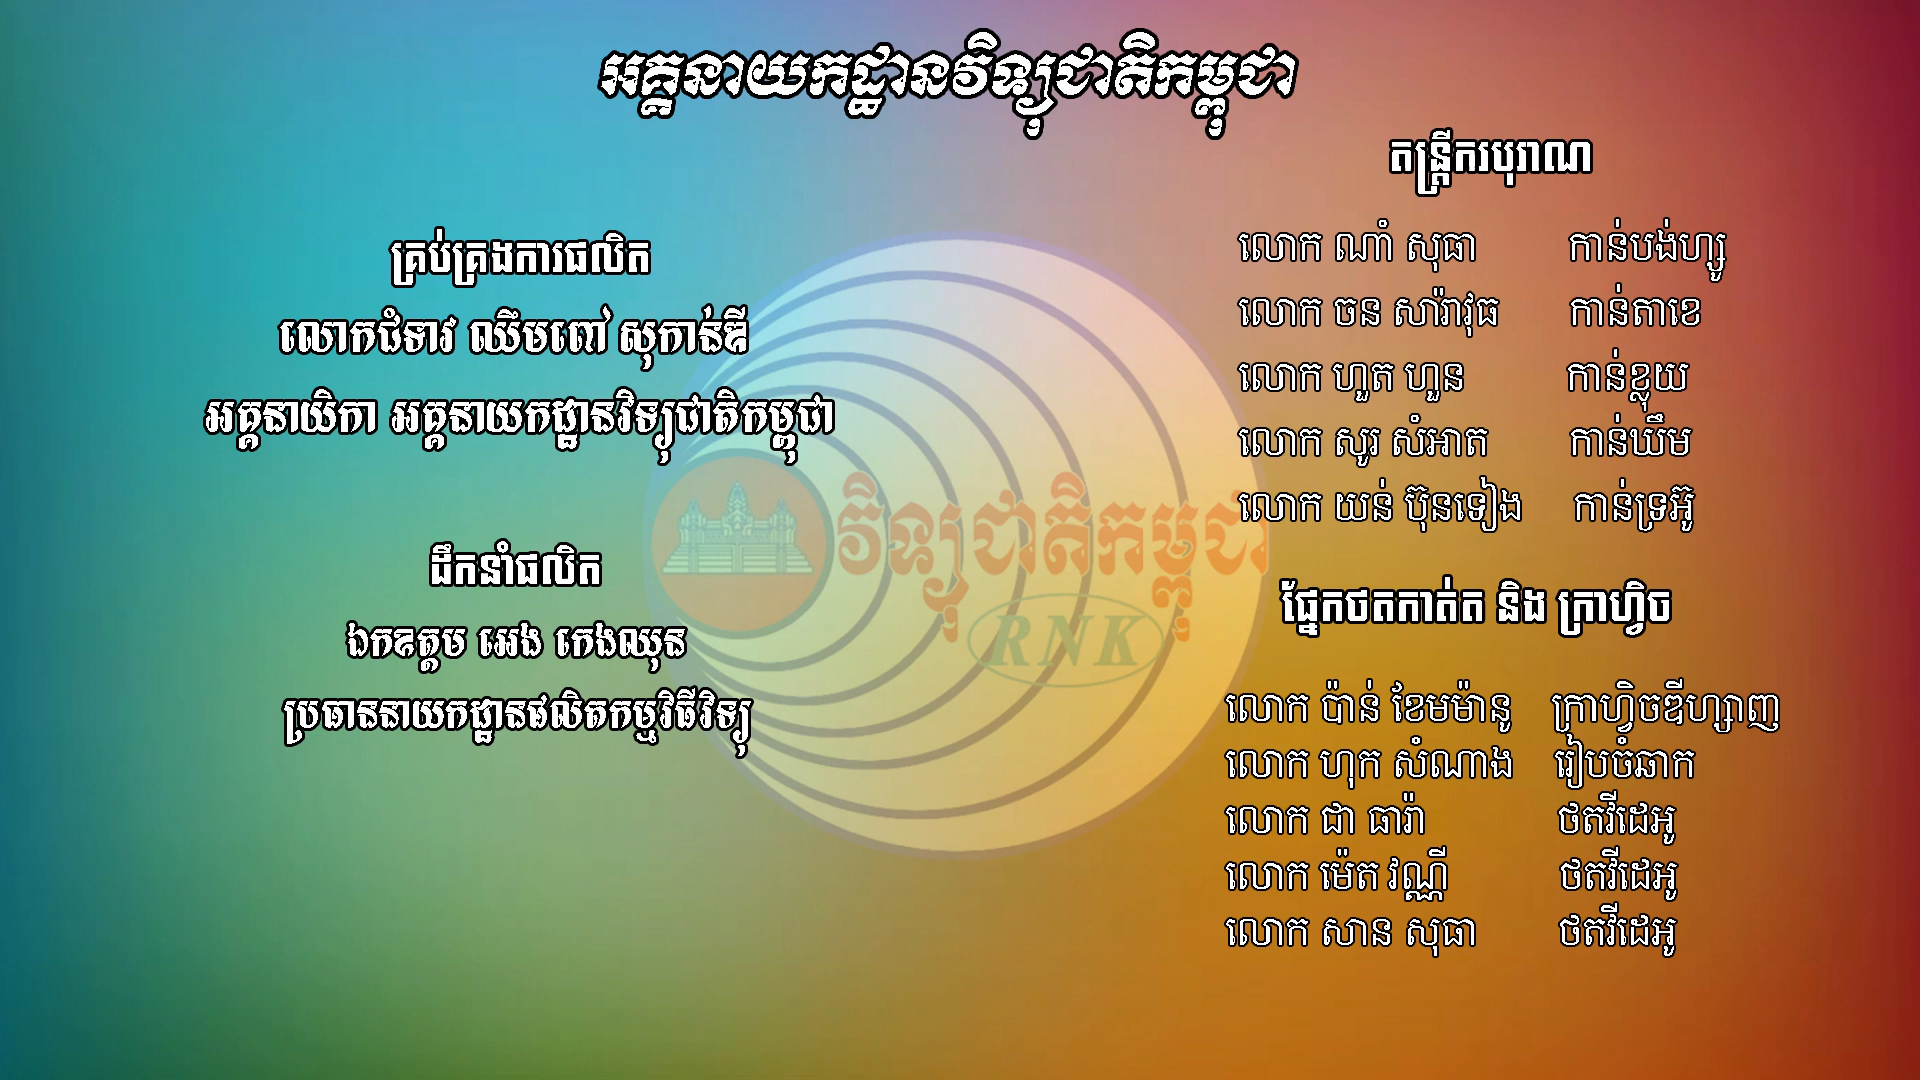 អគ្គនាយកដ្ឋានវិទ្យុជាតិកម្ពុជា
គ្រប់គ្រងការផលិត
លោកជំទាវ ឈឹមពៅ សុកាន់ឌី
អគ្គនាយិកា អគ្គនាយកដ្ឋានវិទ្យុជាតិកម្ពុជា
ដឹកនាំផលិត
ឯកឧត្តម អេង កេងឈុន
ប្រធាននាយកដ្ឋានផលិតកម្មវិធីវិទ្យុ
តន្ត្រីករបុរាណ
លោក ណាំ សុធា កាន់បង់ហ្សូ
លោក ចន សារ៉ាវុធ កាន់តាខេ
លោក ហួត ហួន កាន់ខ្លុយ
លោក សូរ សំអាត កាន់ឃឹម
លោក យន់ ប៊ុនទៀង កាន់ទ្រអ៊ូ
ផ្នែកថតកាត់ត និង ក្រាហ្វិច
លោក ប៉ាន់ ខែមម៉ានូ ក្រាហ្វិចឌីហ្សាញ
លោក ហុក សំណាង រៀបចំឆាក
លោក ជា ធារ៉ា ថតវីដេអូ
លោក ម៉េត វណ្ណី ថតវីដេអូ
លោក សាន សុធា ថតវីដេអូ
វិទ្យុជាតិកម្ពុជា
RNK